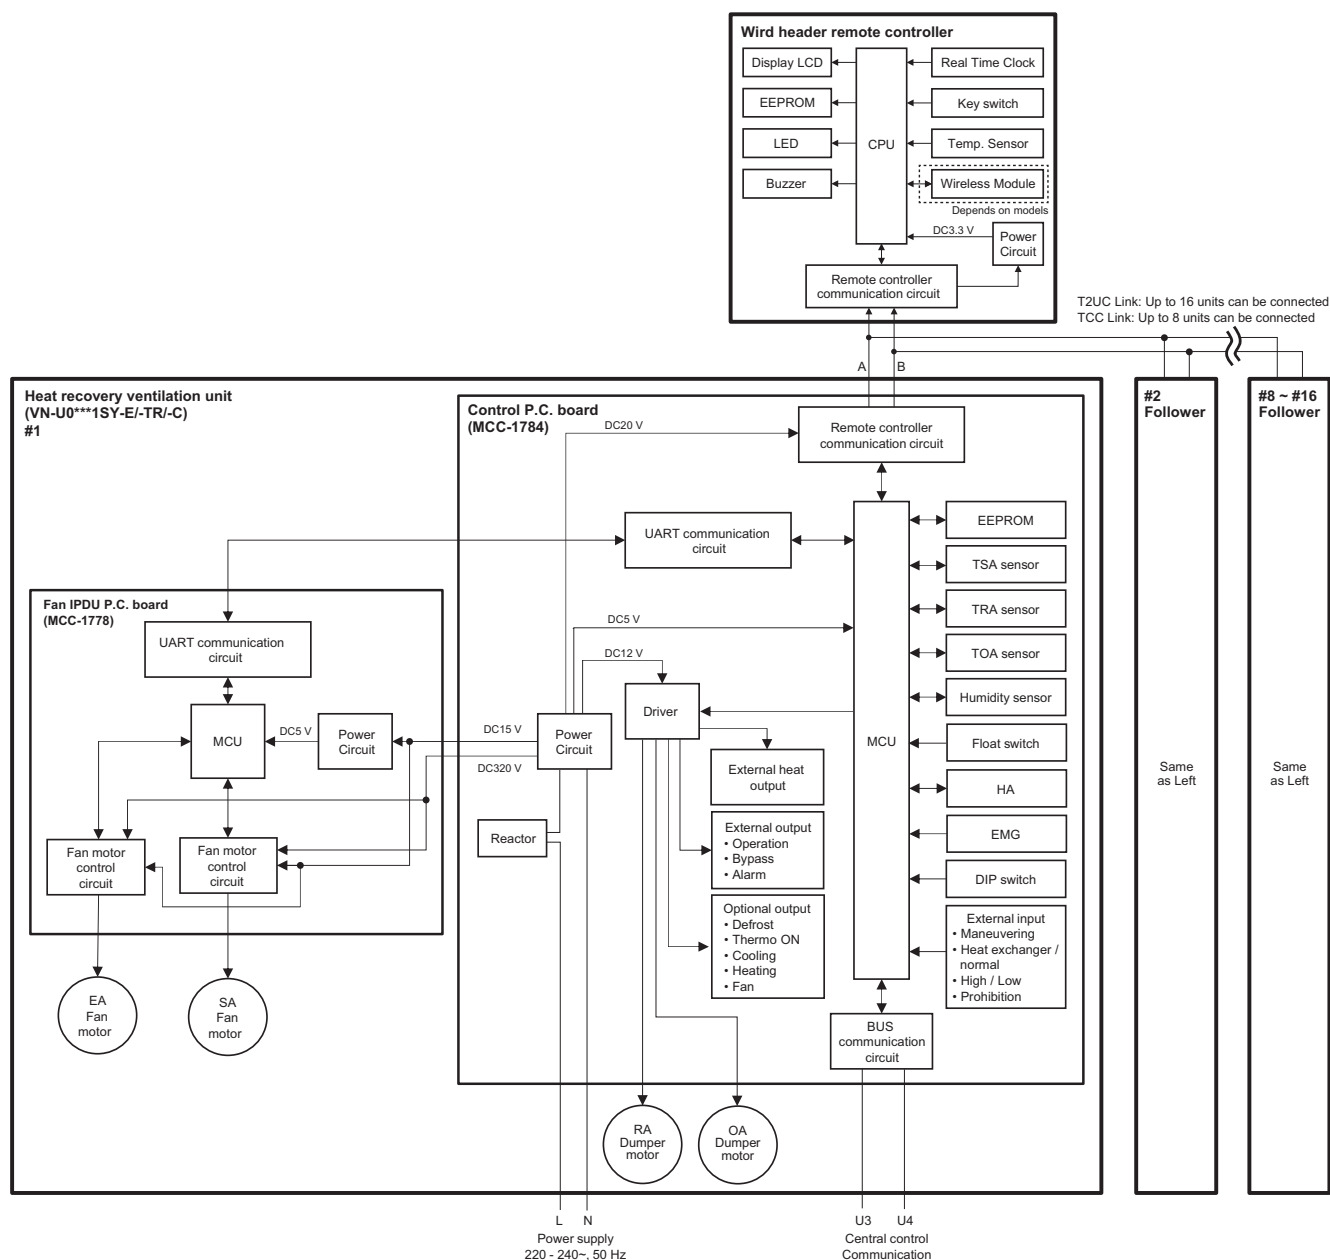 Wird header remote controller
Display LCD
Real Time Clock
EEPROM
Key switch
LED
CPU
Temp. Sensor
Buzzer
Wireless Module
Depends on models
DC3.3 V
Power
Circuit
Remote controller
communication circuit
T2UC Link: Up to 16 units can be connected
TCC Link: Up to 8 units can be connected
A
B
Heat recovery ventilation unit
(VN-U0***1SY-E/-TR/-C)
#1
Control P.C. board
(MCC-1784)
DC20 V
Remote controller
communication circuit
#2
Follower
#8 ~ #16
Follower
UART communication
circuit
EEPROM
TSA sensor
TRA sensor
TOA sensor
Humidity sensor
Float switch
HA
EMG
DIP switch
External input
• Maneuvering
• Heat exchanger /
normal
• High / Low
• Prohibition
MCU
Fan IPDU P.C. board
(MCC-1778)
UART communication
circuit
MCU
DC5 V
Power
Circuit
DC15 V
DC320 V
Power
Circuit
DC5 V
DC12 V
Driver
External heat
output
External output
• Operation
• Bypass
• Alarm
Optional output
• Defrost
• Thermo ON
• Cooling
• Heating
• Fan
Reactor
Fan motor
control
circuit
Fan motor
control
circuit
EA
Fan
motor
SA
Fan
motor
BUS
communication
circuit
RA
Dumper
motor
OA
Dumper
motor
Same
as Left
Same
as Left
L
N
Power supply
220 - 240~, 50 Hz
U3
U4
Central control
Communication